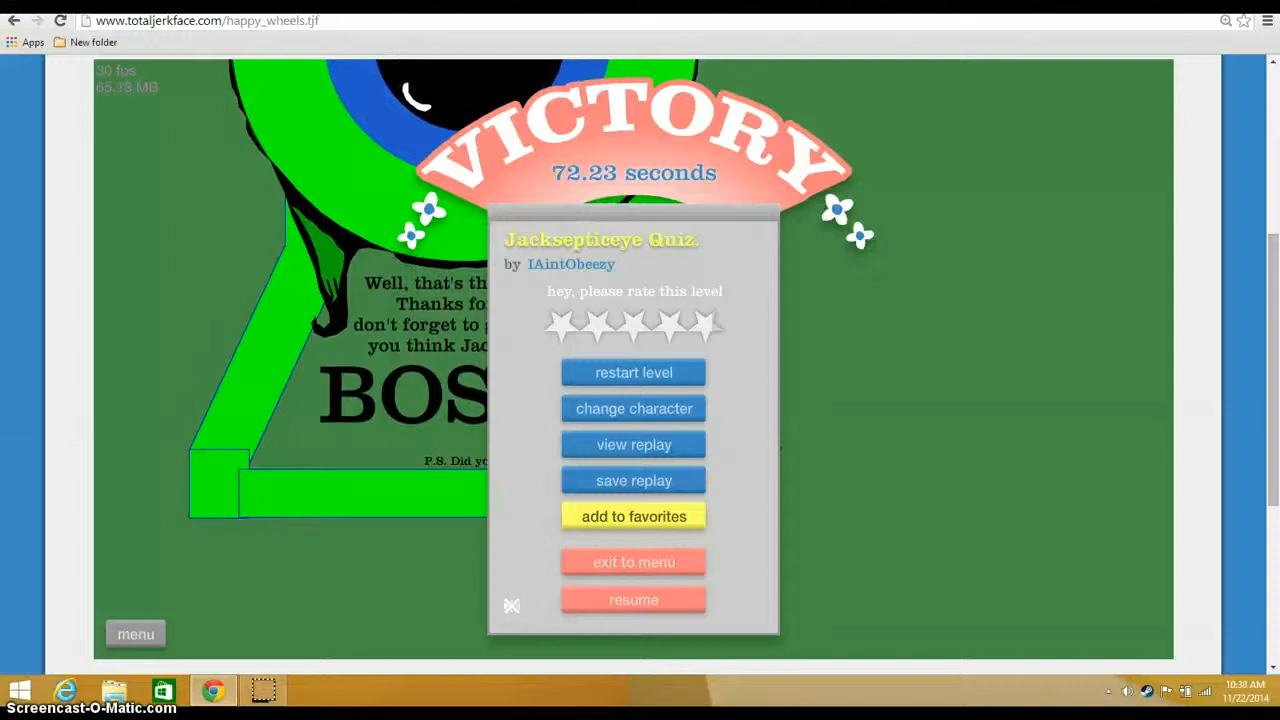 www.totaljerkface.com/happy_wheels.tjf
Apps New folder
30 fps
65.13 MB
VICTORY
72.23 seconds
Jacksepticeye Quiz.
by IAintObeezy
hey, please rate this level
Well, that's th
Thanks fo
don't forget to g
you think Jac
BOS
P.S. Did yo
restart level
change character
view replay
save replay
add to favorites
exit to menu
resume
menu
10:38 AM
11/22/2014
Screencast-O-Matic.com